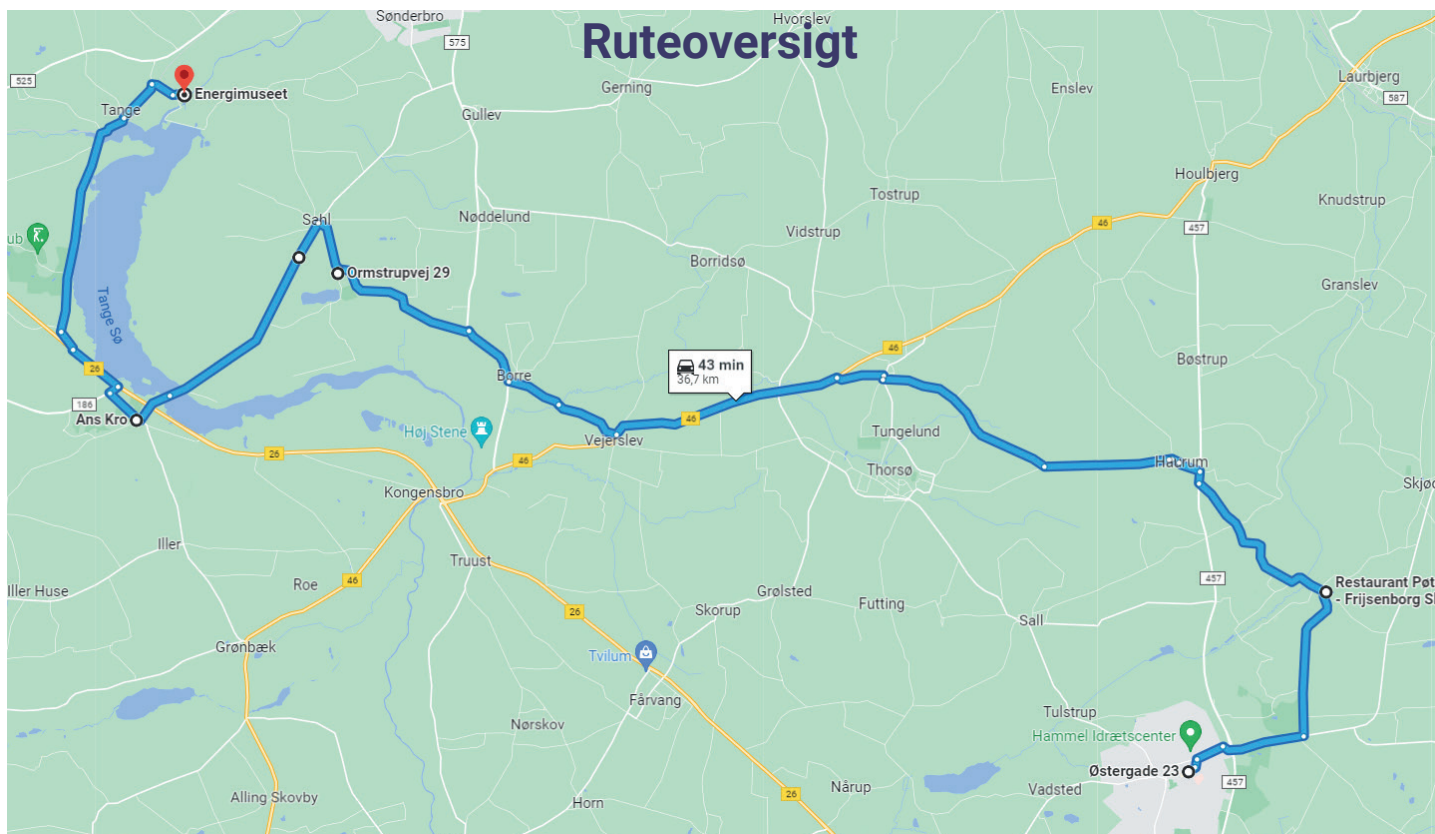 Ruteoversigt
Sønderbro
Hvorslev
575
525
Energimuseet
Gerning
Enslev
Laurbjerg
587
Tange
Gullev
Houlbjerg
Tostrup
Knudstrup
Sahl
Nøddelund
Vidstrup
46
457
ub
Borridsø
Ormstrupvej 29
Granslev
Tange Sø
26
46
Bøstrup
43 min
36,7 km
Borre
186
Ans Kro
46
Høj Stene
Vejerslev
Tungelund
26
46
Thorsø
Haurum
Skjød
Kongensbro
Iller
Truust
46
Roe
457
Iller Huse
Grølsted
Restaurant Pøt
- Frijsenborg Sk
Futting
26
Skorup
Sall
Grønbæk
Tvilum
Fårvang
Tulstrup
Nørskov
Hammel Idrætscenter
Østergade 23
457
Vadsted
Nårup
26
Alling Skovby
Horn